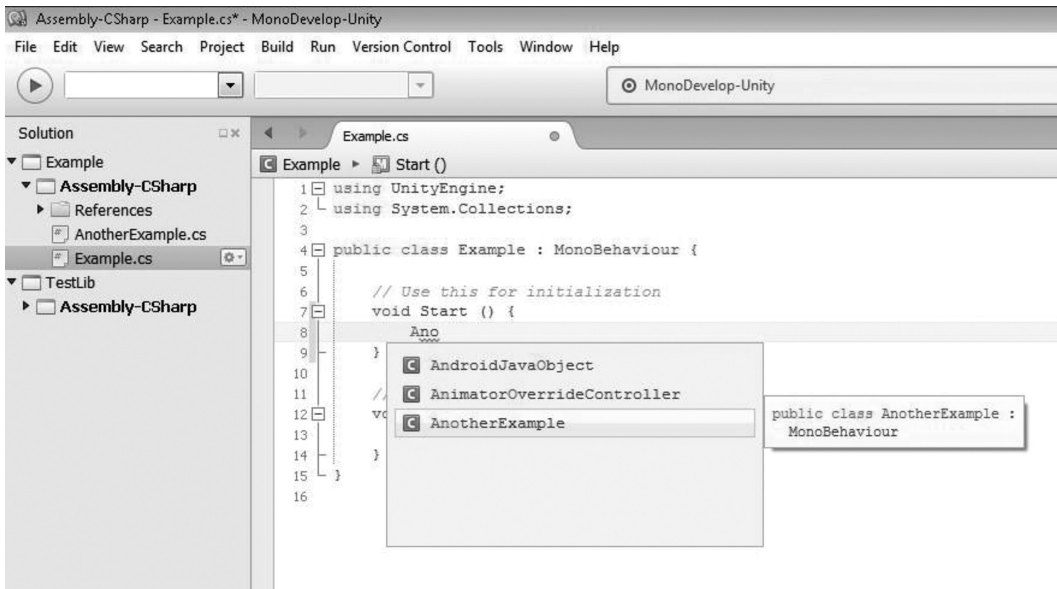 Assembly-CSharp - Example.cs* - MonoDevelop-Unity
File Edit View Search Project Build Run Version Control Tools Window Help
MonoDevelop-Unity
Solution
Example
Assembly-CSharp
References
AnotherExample.cs
Example.cs
TestLib
Assembly-CSharp
Example.cs
C Example ▸ M Start ()
1 using UnityEngine;
2 using System.Collections;
3
4 public class Example : MonoBehaviour {
5
6 // Use this for initialization
7 void Start () {
8 Ano
9 }
10
11 //
12 vo
13
14 }
15 }
16
C AndroidJavaObject
C AnimatorOverrideController
C AnotherExample
public class AnotherExample :
MonoBehaviour